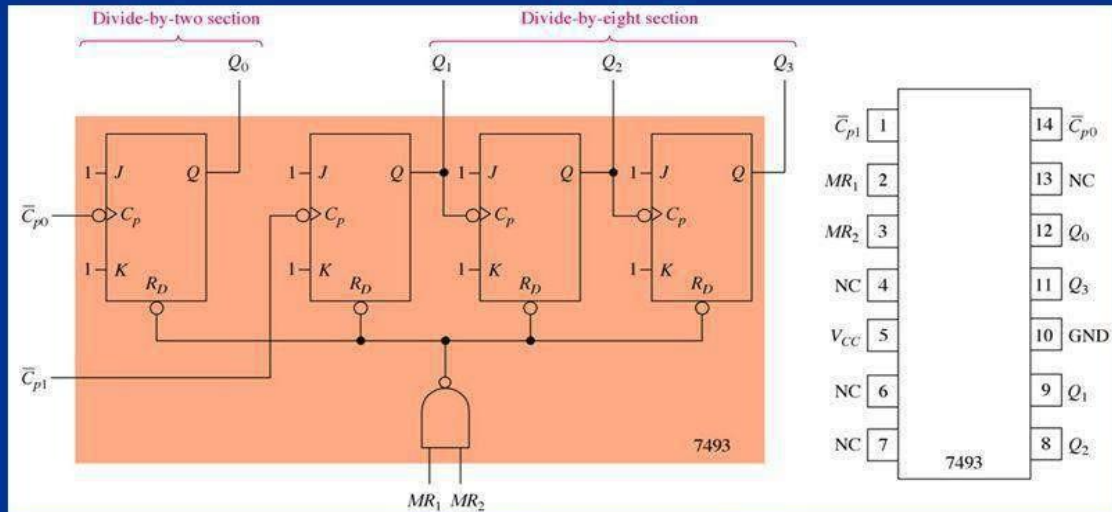 Divide-by-two section
Divide-by-eight section
Q0
Q1
Q2
Q3
1 J Q
1 J Q
1 J Q
1 J Q
C̅p0
Cp
Cp
Cp
Cp
1 K
1 K
1 K
1 K
RD
RD
RD
RD
C̅p1
7493
MR1 MR2
C̅p1 1
MR1 2
MR2 3
NC 4
VCC 5
NC 6
NC 7
14 C̅p0
13 NC
12 Q0
11 Q3
10 GND
9 Q1
8 Q2
7493